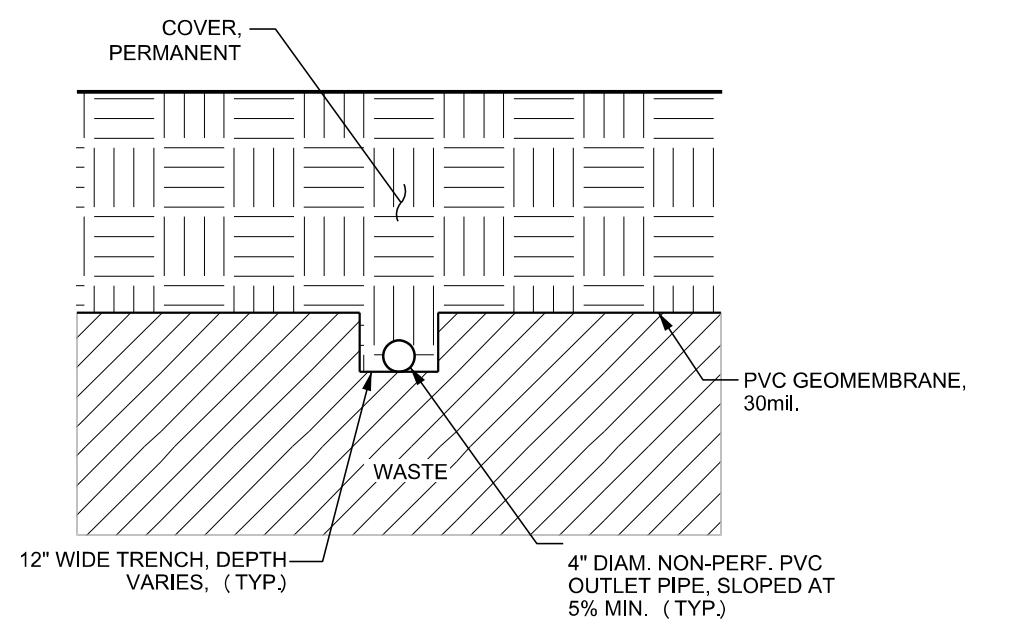 COVER,
PERMANENT
PVC GEOMEMBRANE,
30mil.
WASTE
12" WIDE TRENCH, DEPTH
VARIES, (TYP.)
4" DIAM. NON-PERF. PVC
OUTLET PIPE, SLOPED AT
5% MIN. (TYP.)